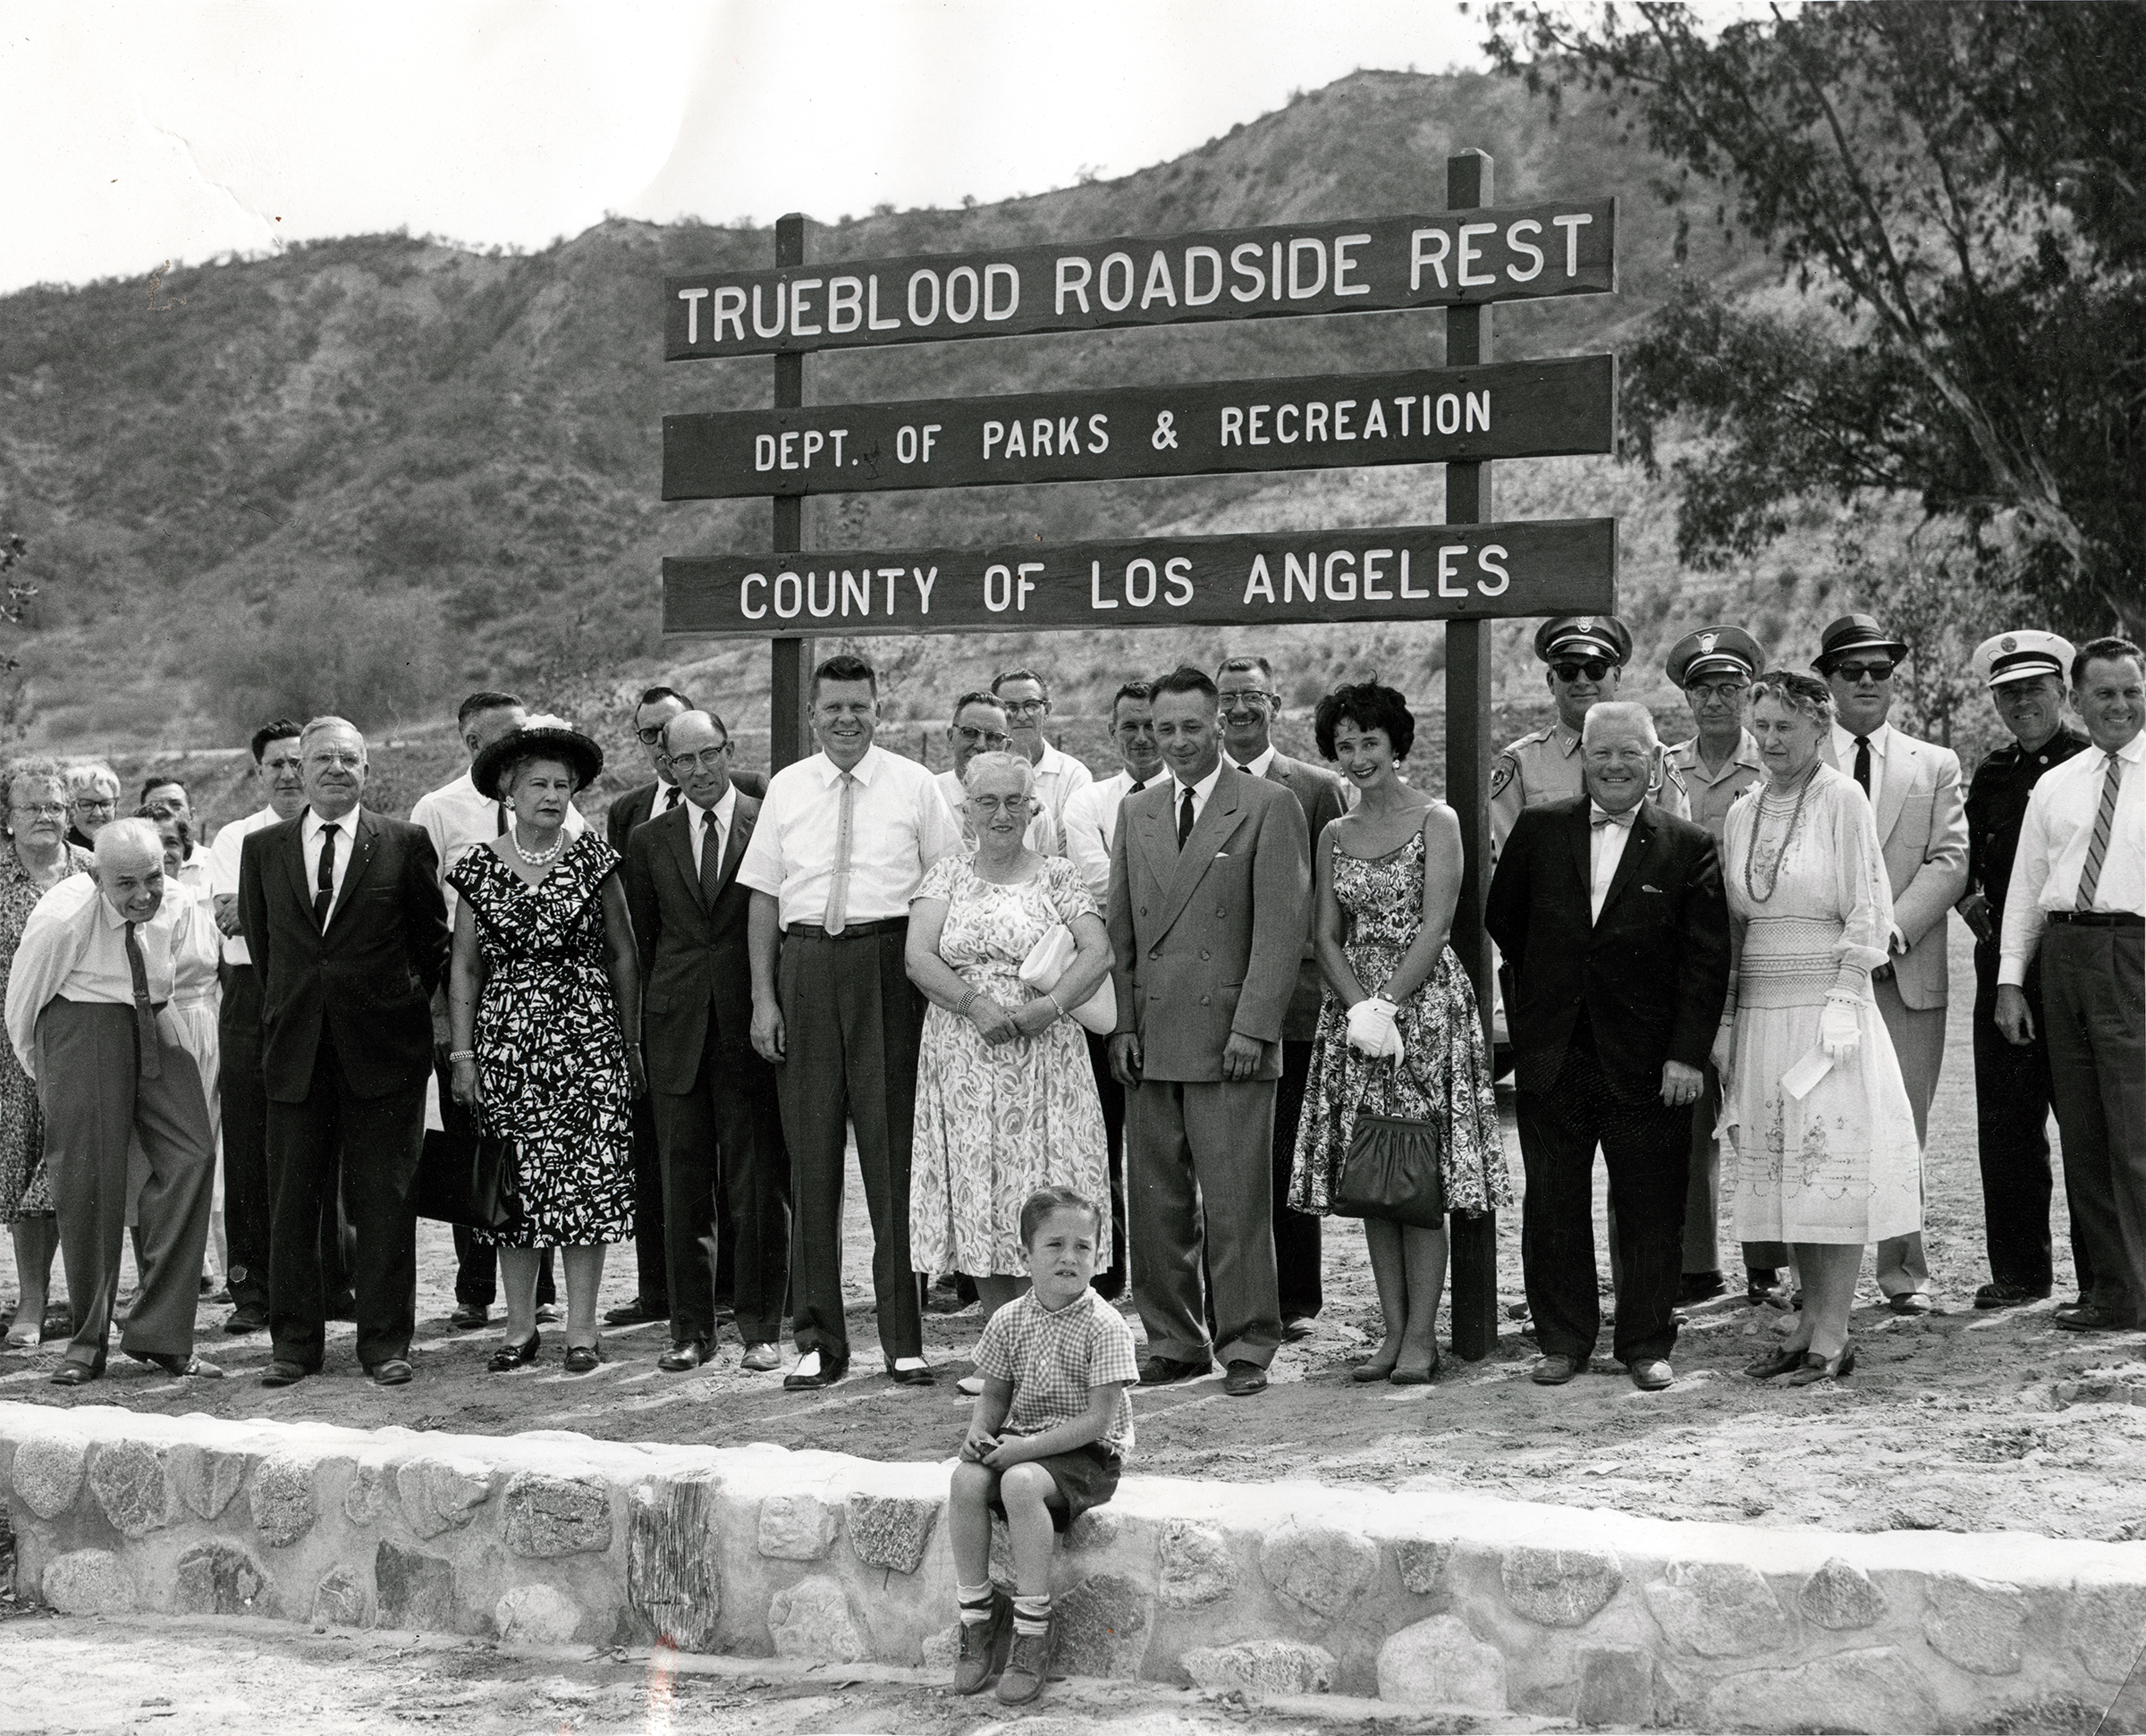 TRUEBLOOD ROADSIDE REST
DEPT. OF PARKS & RECREATION
COUNTY OF LOS ANGELES